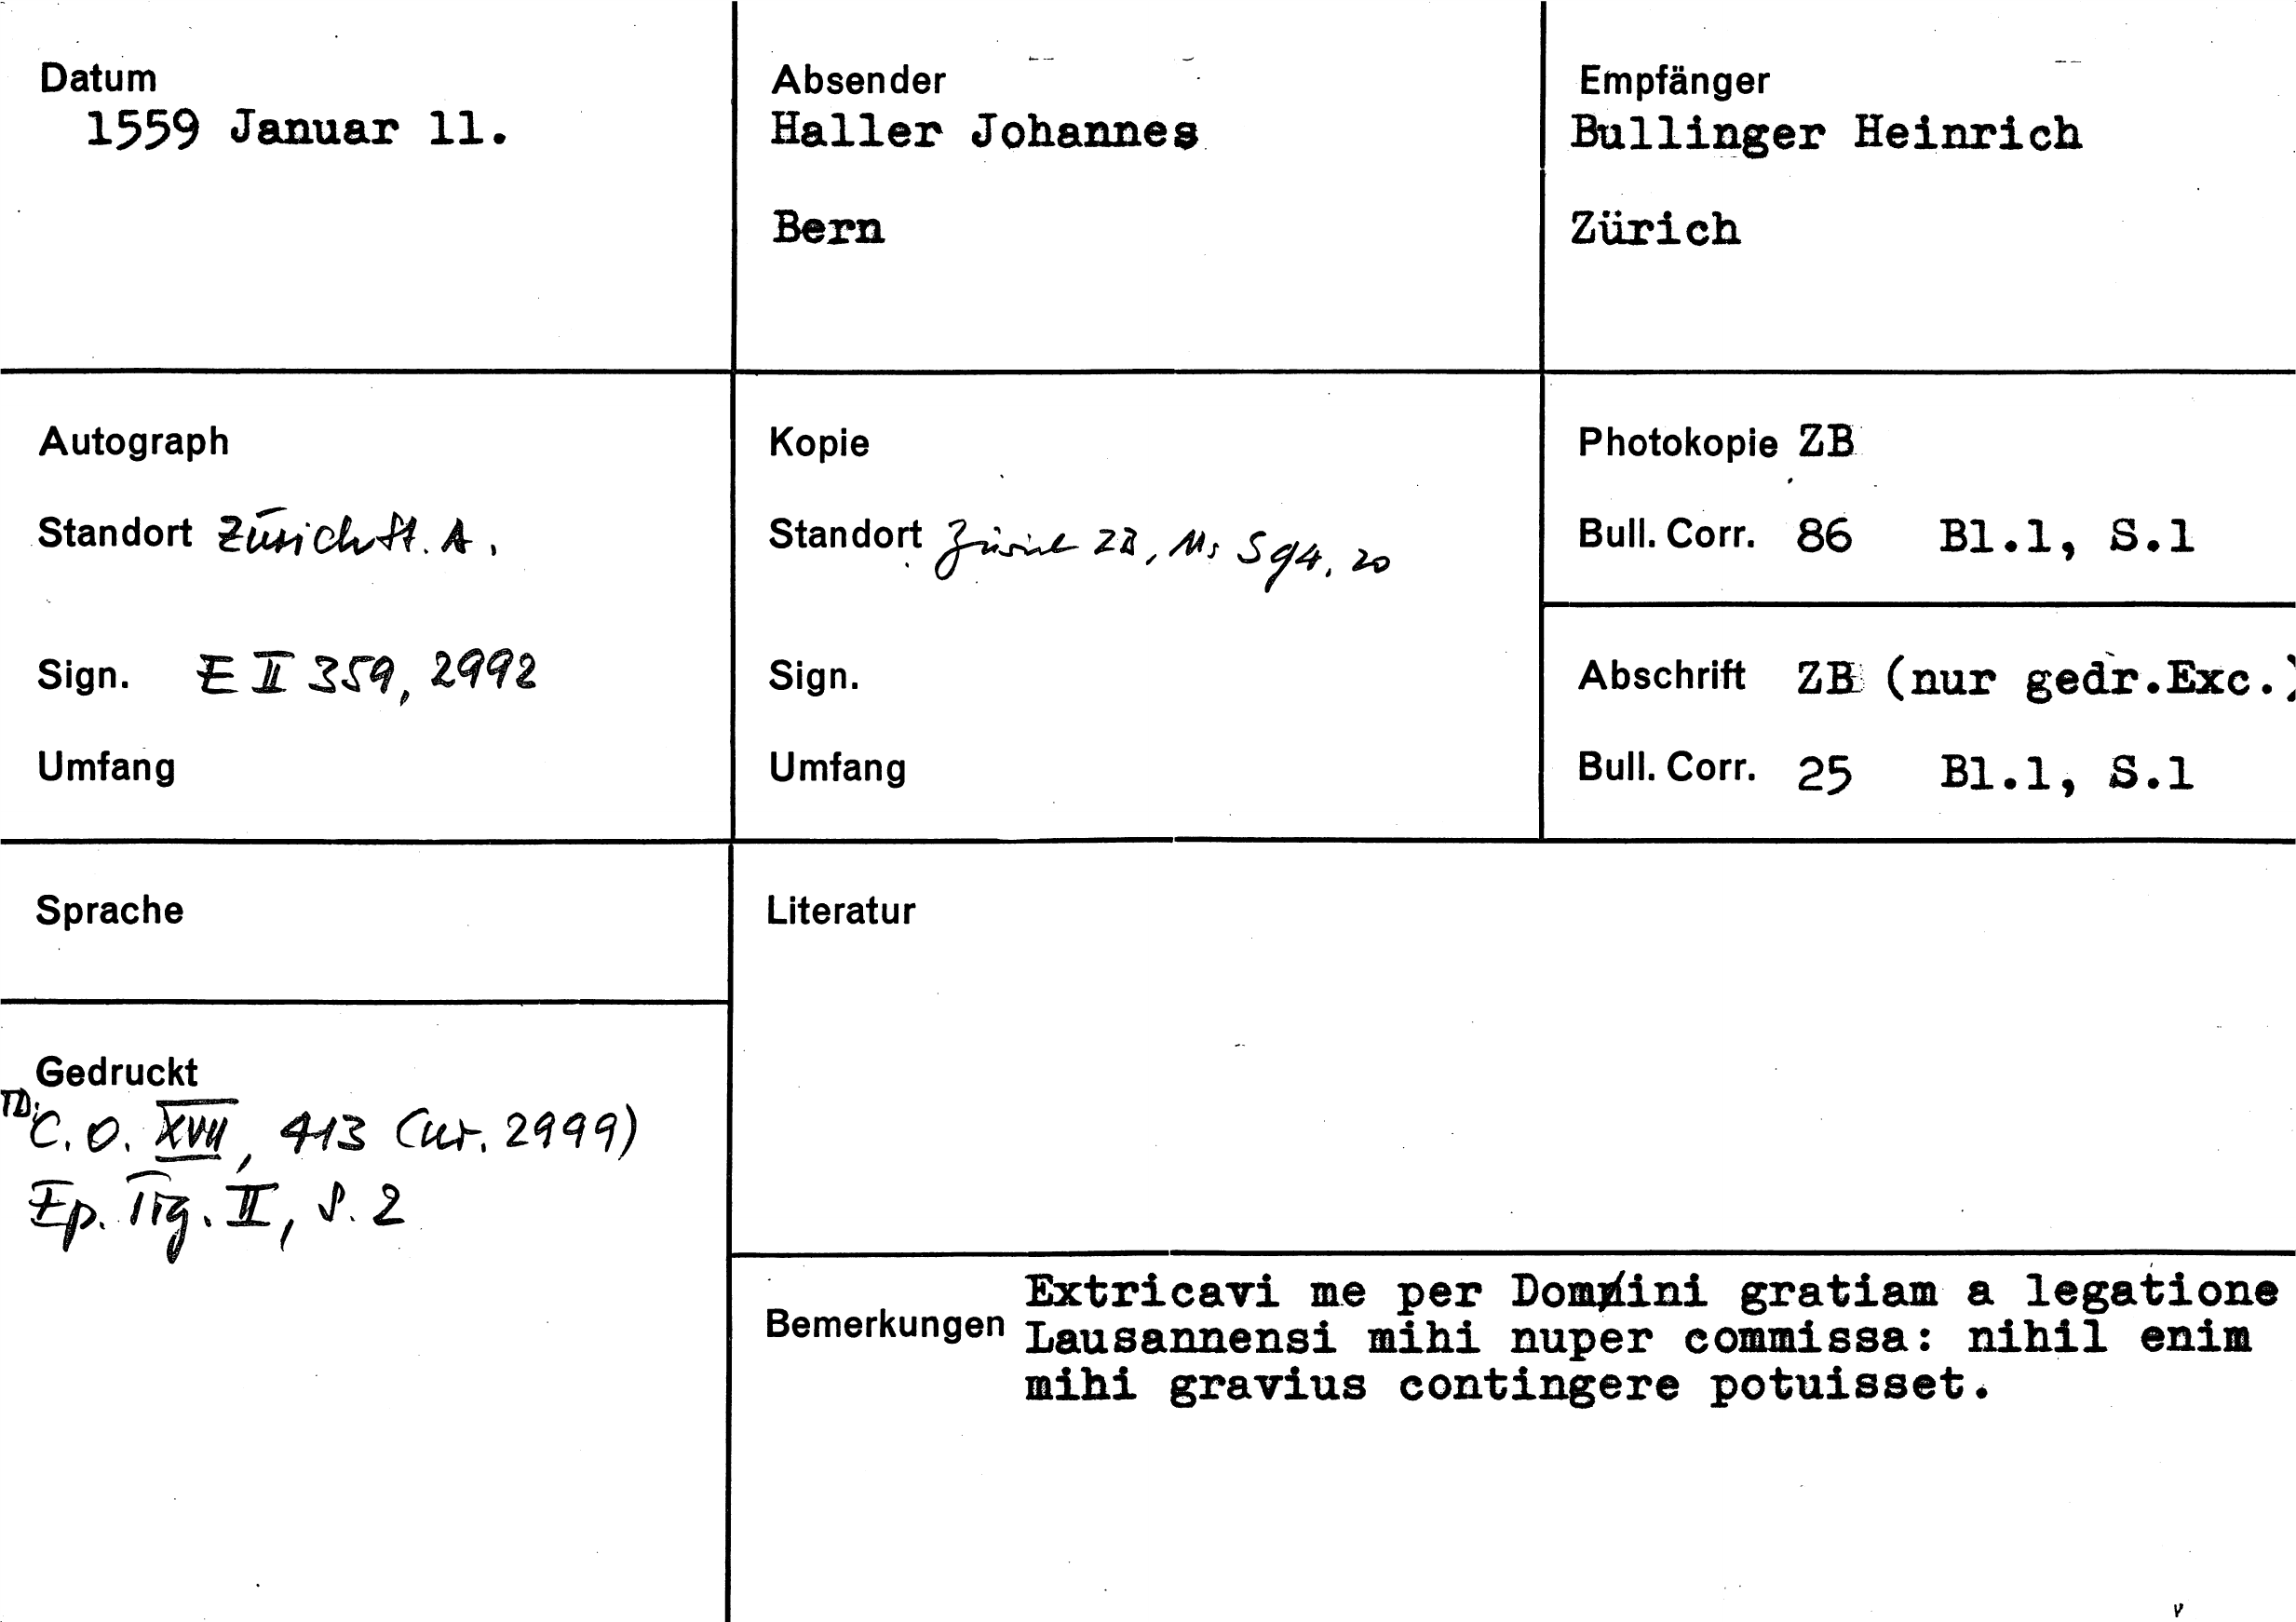 Datum
1559 Januar 11.
Absender
Haller Johannes
Bern
Empfänger
Bullinger Heinrich
Zürich
Autograph
Standort Zürich St. A.
Sign. E II 359, 2992
Umfang
Kopie
Standort Zürich ZB, Ms S 94, 20
Sign.
Umfang
Photokopie ZB
Bull. Corr. 86 Bl.1, S.1
Abschrift ZB (nur gedr.Exc.)
Bull. Corr. 25 Bl.1, S.1
Sprache
Gedruckt
TD: C. O. XVII, 413 (nr. 2999)
Ep. Tig. II, S. 2
Literatur
Bemerkungen
Extricavi me per Domini gratiam a legatione
Lausannensi mihi nuper commissa: nihil enim
mihi gravius contingere potuisset.